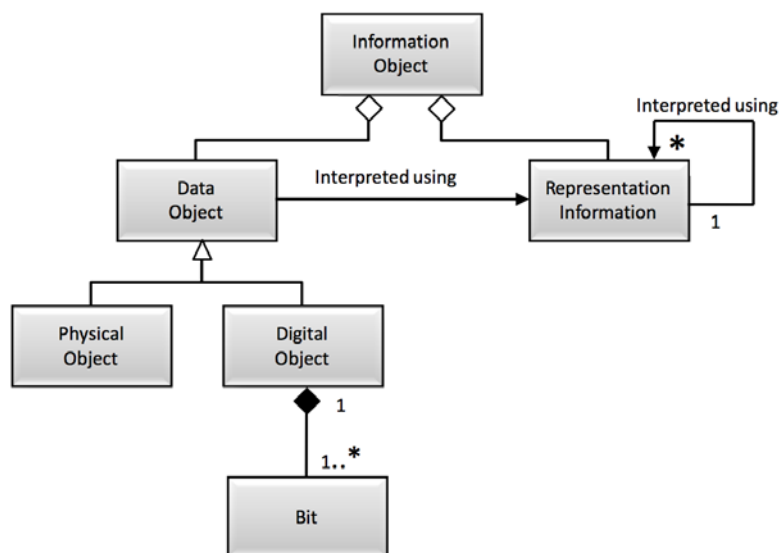 Information
Object
Interpreted using
*
Data
Object
Interpreted using
Representation
Information
1
Physical
Object
Digital
Object
1
1..*
Bit